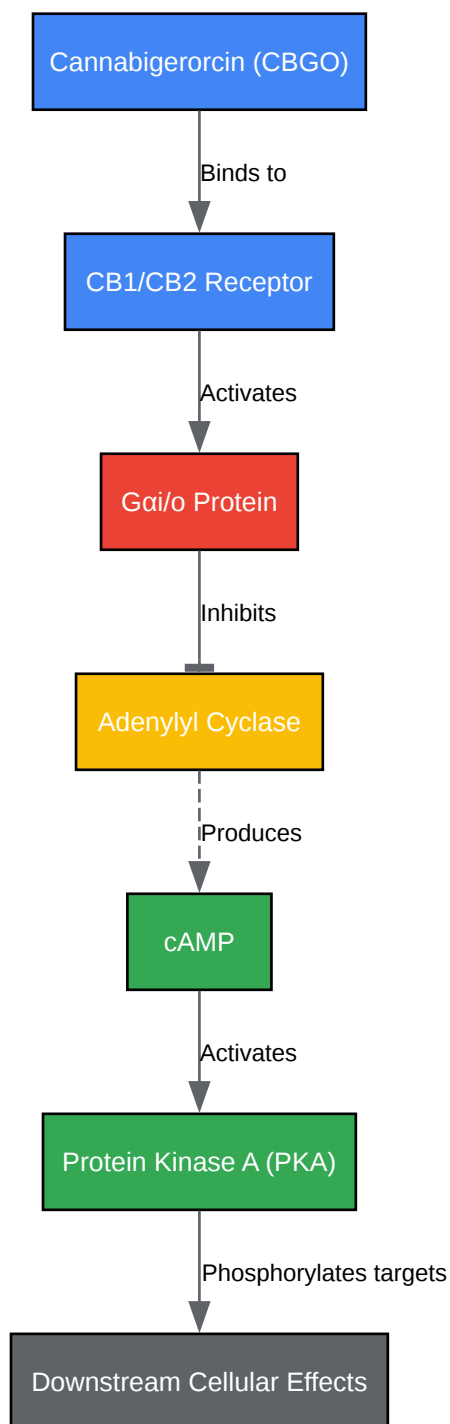 Cannabigerorcin (CBGO)
Binds to
CB1/CB2 Receptor
Activates
Gαi/o Protein
Inhibits
Adenylyl Cyclase
Produces
cAMP
Activates
Protein Kinase A (PKA)
Phosphorylates targets
Downstream Cellular Effects